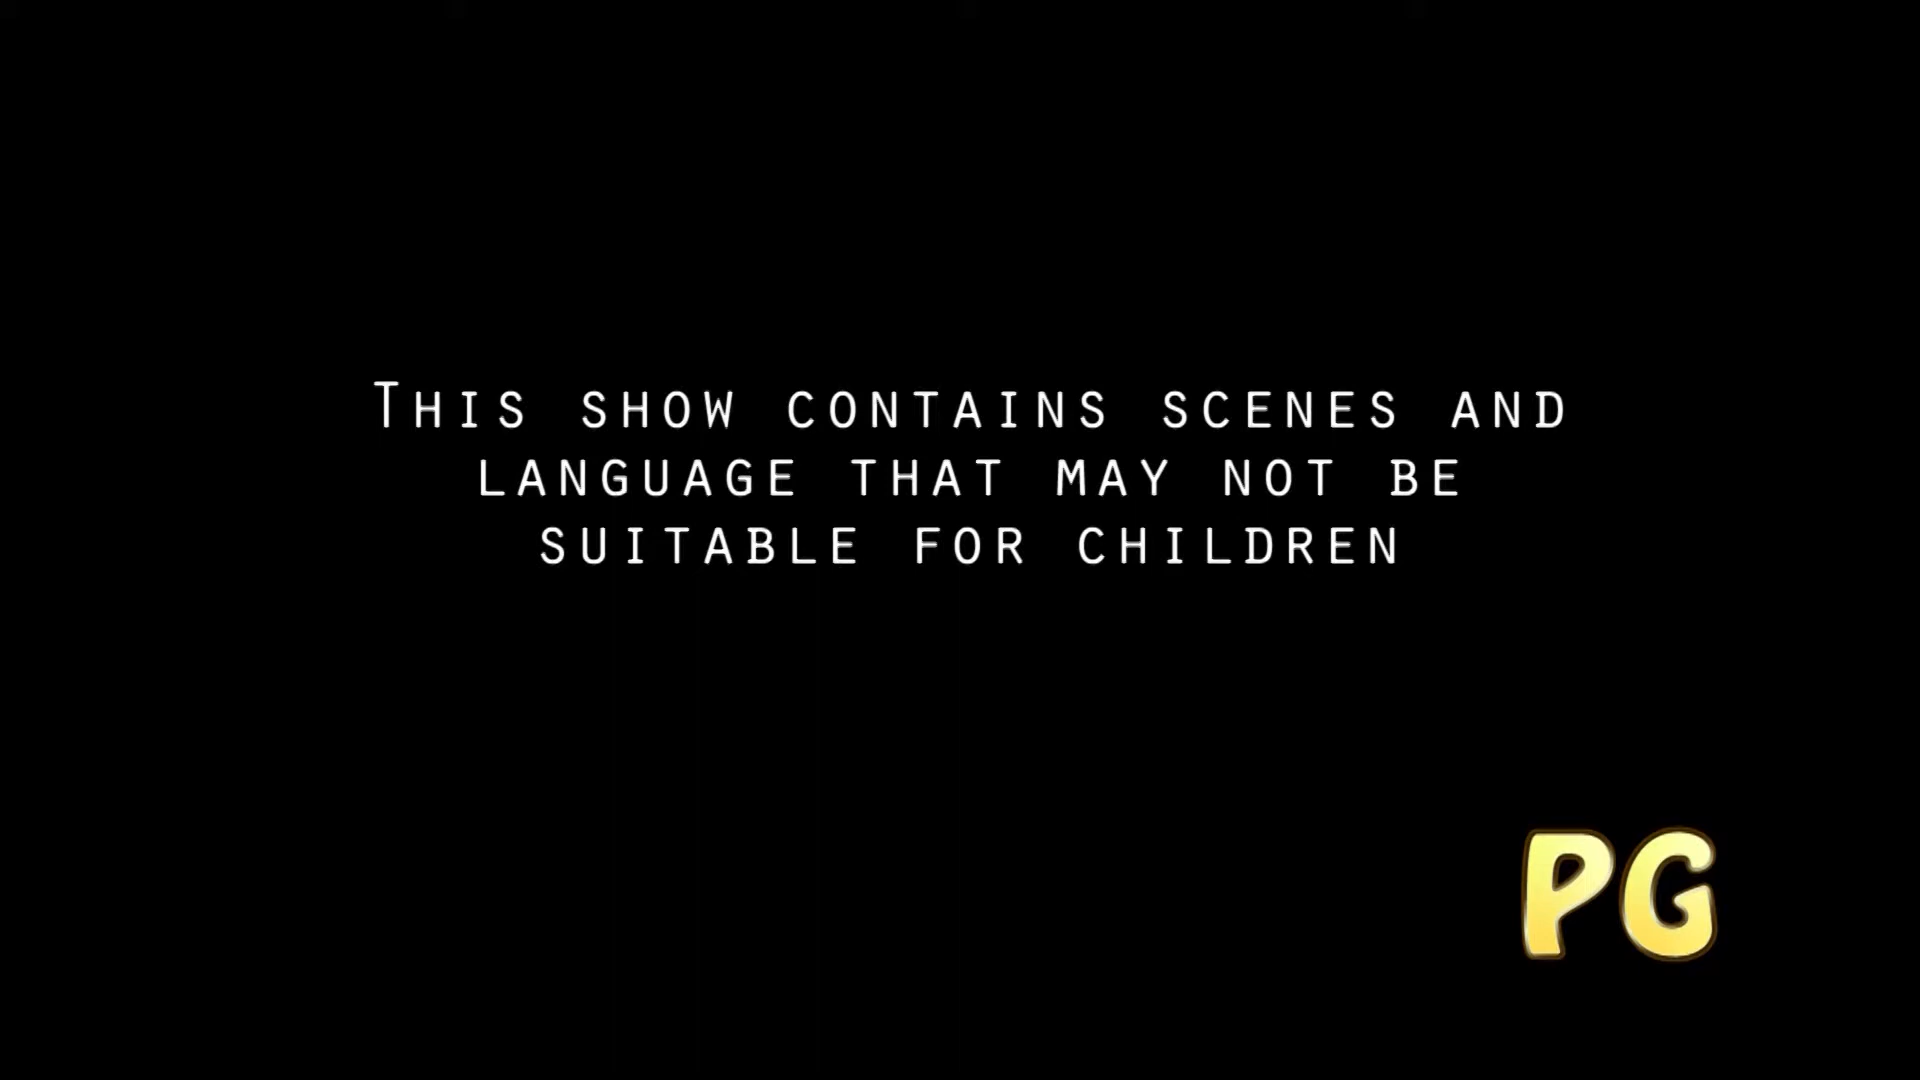 This show contains scenes and
language that may not be
suitable for children
PG